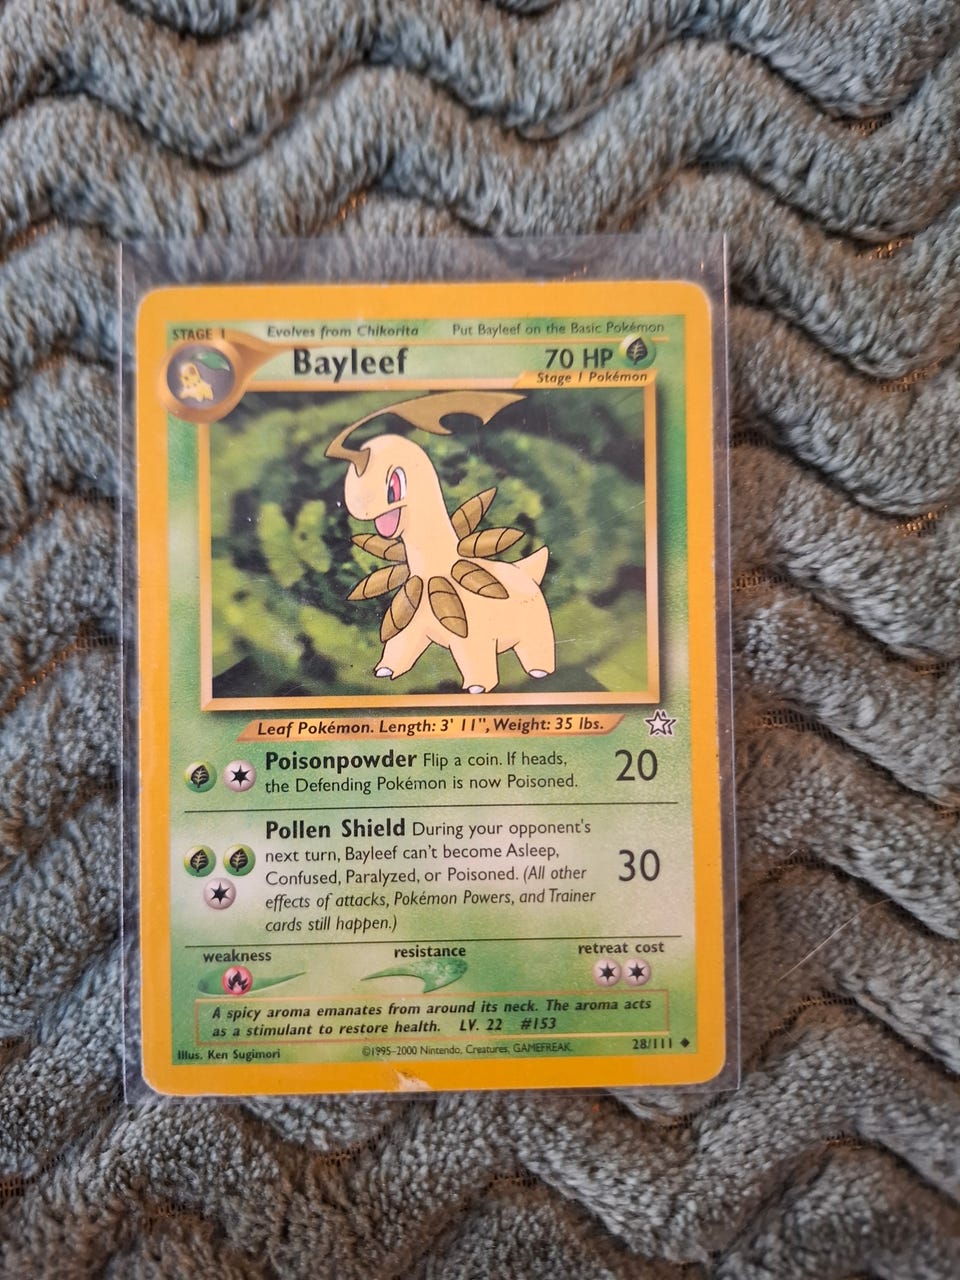 STAGE 1
Evolves from Chikorita
Put Bayleef on the Basic Pokémon
Bayleef
70 HP
Stage 1 Pokémon
Leaf Pokémon. Length: 3' 11", Weight: 35 lbs.
Poisonpowder Flip a coin. If heads,
the Defending Pokémon is now Poisoned.
20
Pollen Shield During your opponent's
next turn, Bayleef can't become Asleep,
Confused, Paralyzed, or Poisoned. (All other
effects of attacks, Pokémon Powers, and Trainer
cards still happen.)
30
weakness
resistance
retreat cost
A spicy aroma emanates from around its neck. The aroma acts
as a stimulant to restore health. LV. 22 #153
Illus. Ken Sugimori
©1995-2000 Nintendo, Creatures, GAMEFREAK.
28/111